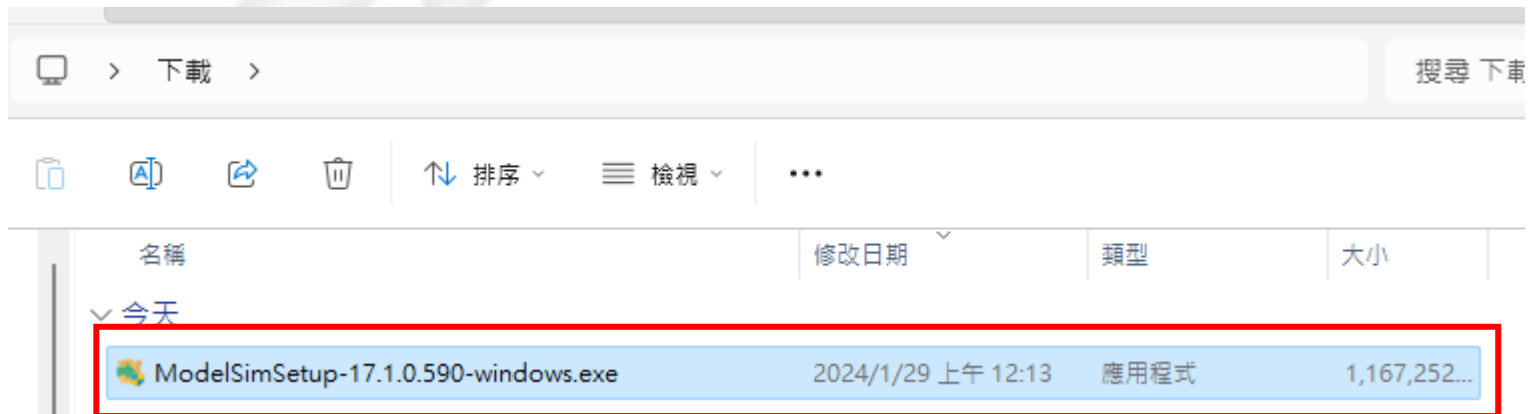 > 下載 >
搜尋 下載
排序 檢視 •••
名稱 修改日期 類型 大小
今天
ModelSimSetup-17.1.0.590-windows.exe 2024/1/29 上午 12:13 應用程式 1,167,252...